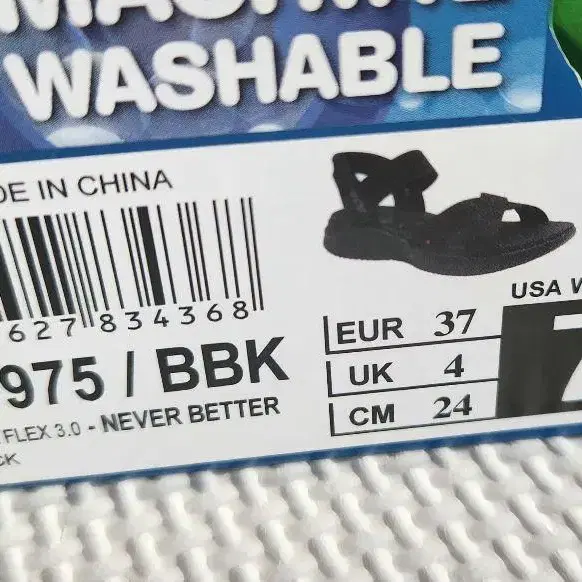 WASHABLE
DE IN CHINA
627 834368
USA W
975 / BBK
EUR 37
UK 4
CM 24
FLEX 3.0 - NEVER BETTER
CK